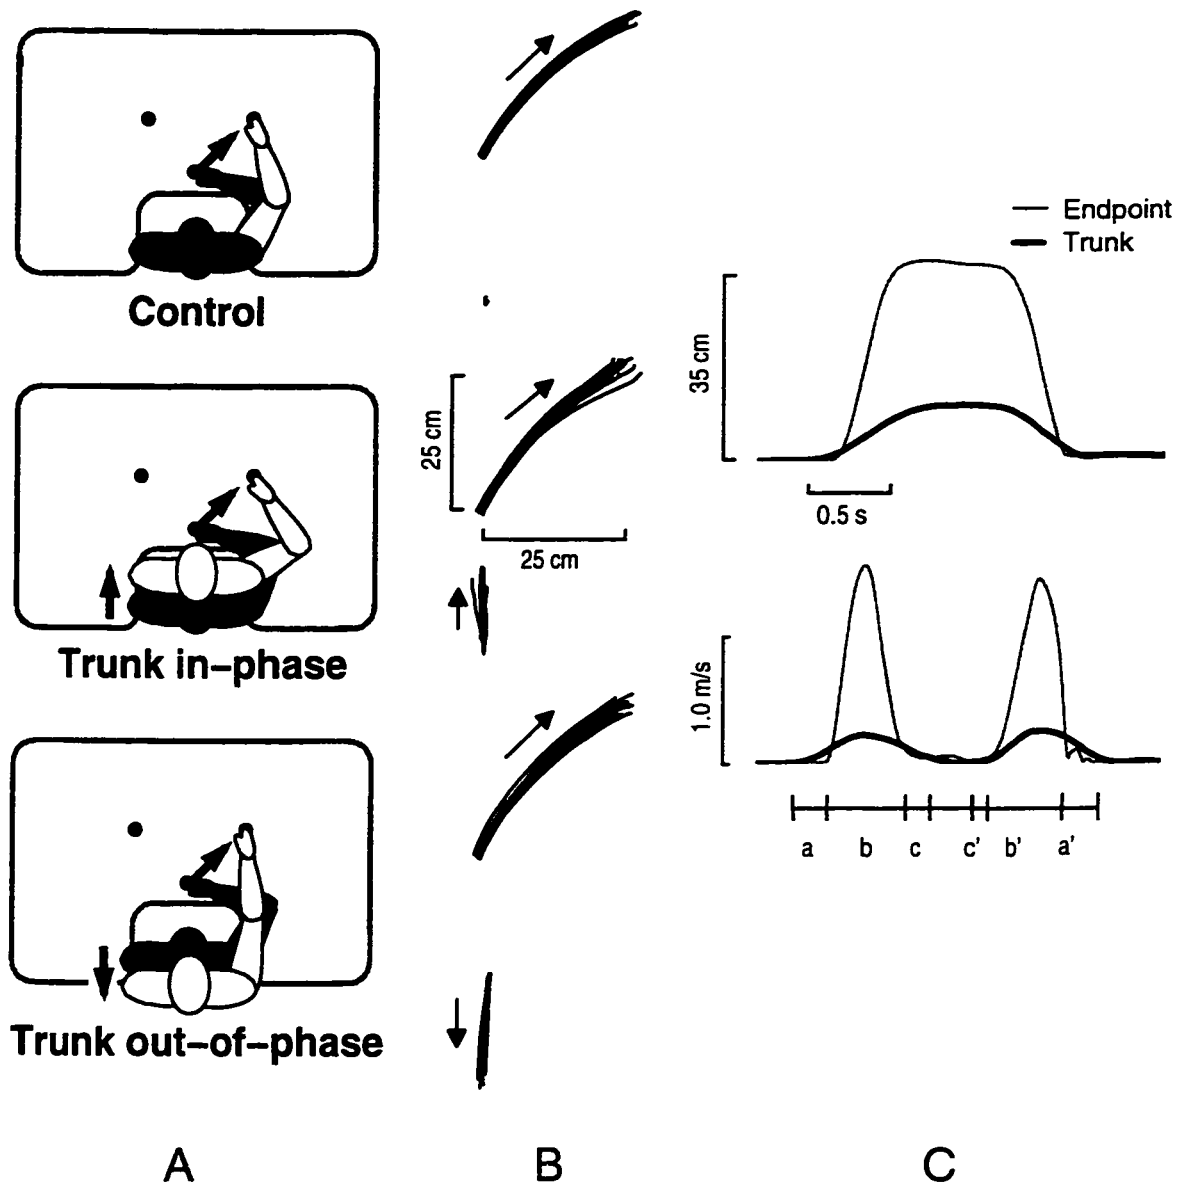 Control
Trunk in-phase
Trunk out-of-phase
A
25 cm
25 cm
B
Endpoint
Trunk
35 cm
0.5 s
1.0 m/s
a b c c' b' a'
C